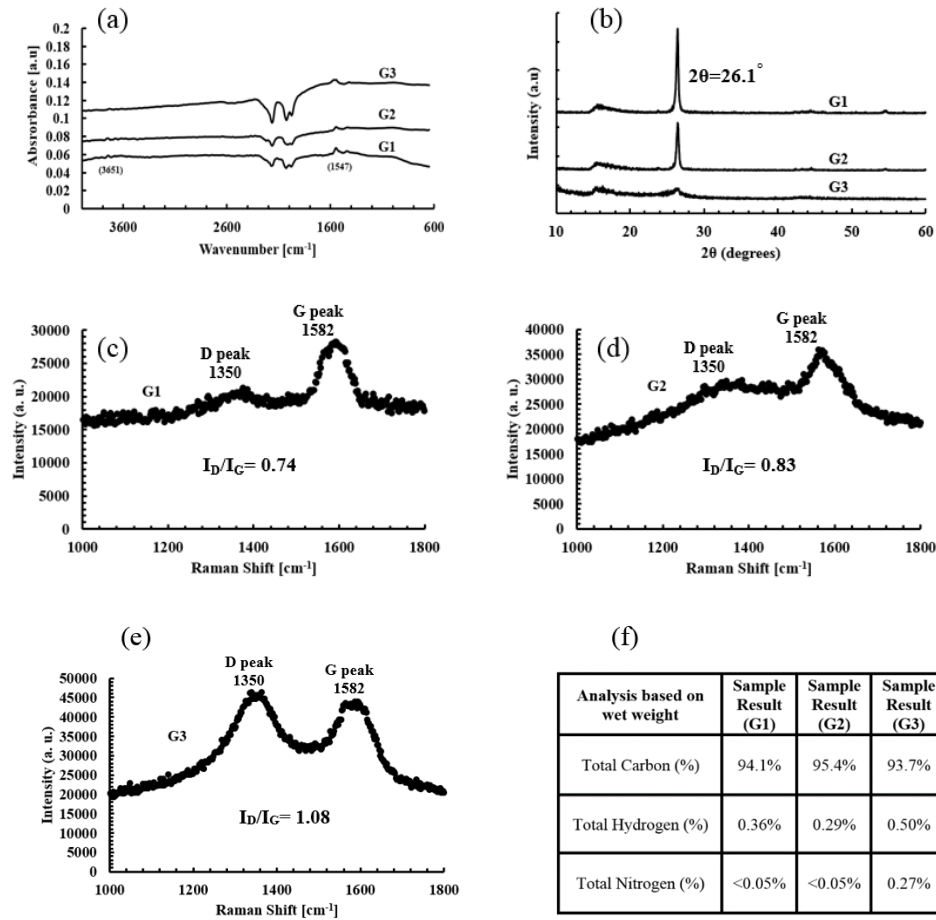 (a)
0.2
0.18
0.16
0.14
0.12
0.1
0.08
0.06
0.04
0.02
0
Absrorbance [a.u]
G3
G2
G1
(3651)
(1547)
3600
2600
1600
600
Wavenumber [cm-1]
(b)
Intensity (a.u)
2θ=26.1°
G1
G2
G3
10
20
30
40
50
60
2θ (degrees)
(c)
30000
25000
20000
15000
10000
5000
0
Intensity (a. u.)
G peak
1582
D peak
1350
G1
ID/IG= 0.74
1000
1200
1400
1600
1800
Raman Shift [cm-1]
(d)
40000
35000
30000
25000
20000
15000
10000
5000
0
Intensity (a. u.)
G peak
1582
D peak
1350
G2
ID/IG= 0.83
1000
1200
1400
1600
1800
Raman Shift [cm-1]
(e)
50000
45000
40000
35000
30000
25000
20000
15000
10000
5000
0
Intensity (a. u.)
D peak
1350
G peak
1582
G3
ID/IG= 1.08
1000
1200
1400
1600
1800
Raman Shift [cm-1]
(f)
Analysis based on
wet weight
Sample
Result
(G1)
Sample
Result
(G2)
Sample
Result
(G3)
Total Carbon (%)
94.1%
95.4%
93.7%
Total Hydrogen (%)
0.36%
0.29%
0.50%
Total Nitrogen (%)
<0.05%
<0.05%
0.27%